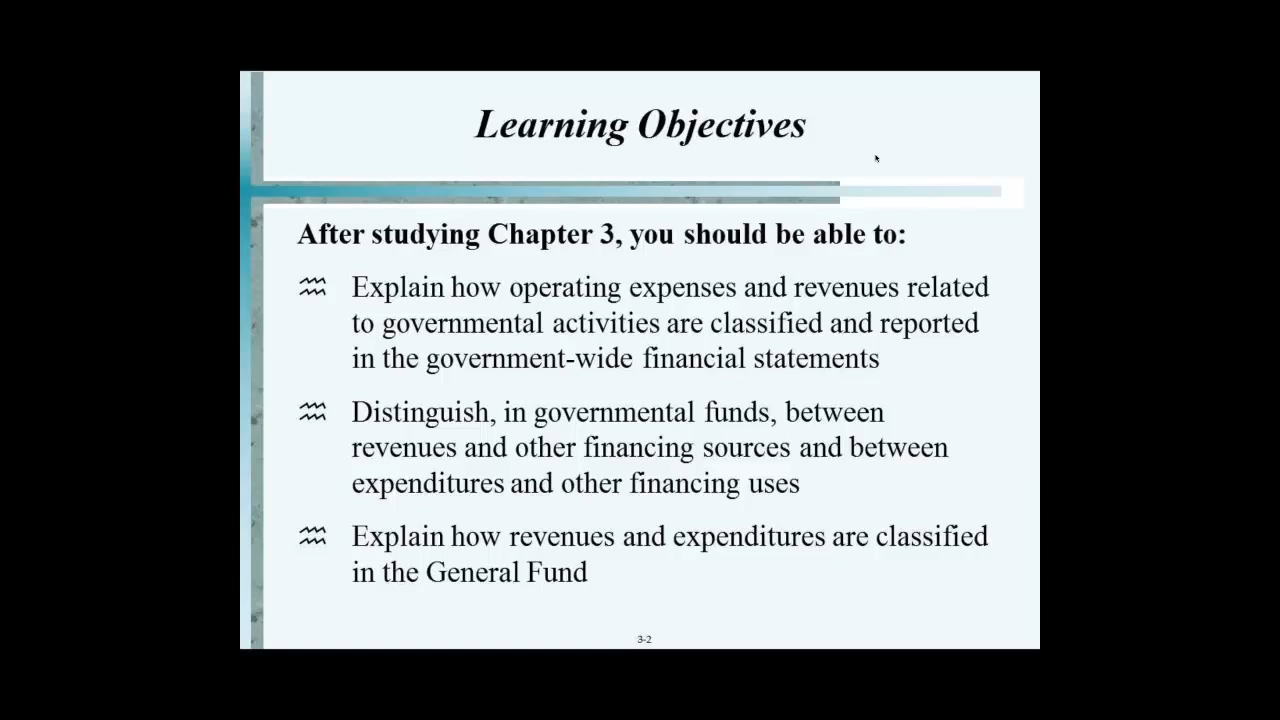 Learning Objectives
After studying Chapter 3, you should be able to:
Explain how operating expenses and revenues related
to governmental activities are classified and reported
in the government-wide financial statements
Distinguish, in governmental funds, between
revenues and other financing sources and between
expenditures and other financing uses
Explain how revenues and expenditures are classified
in the General Fund
3-2